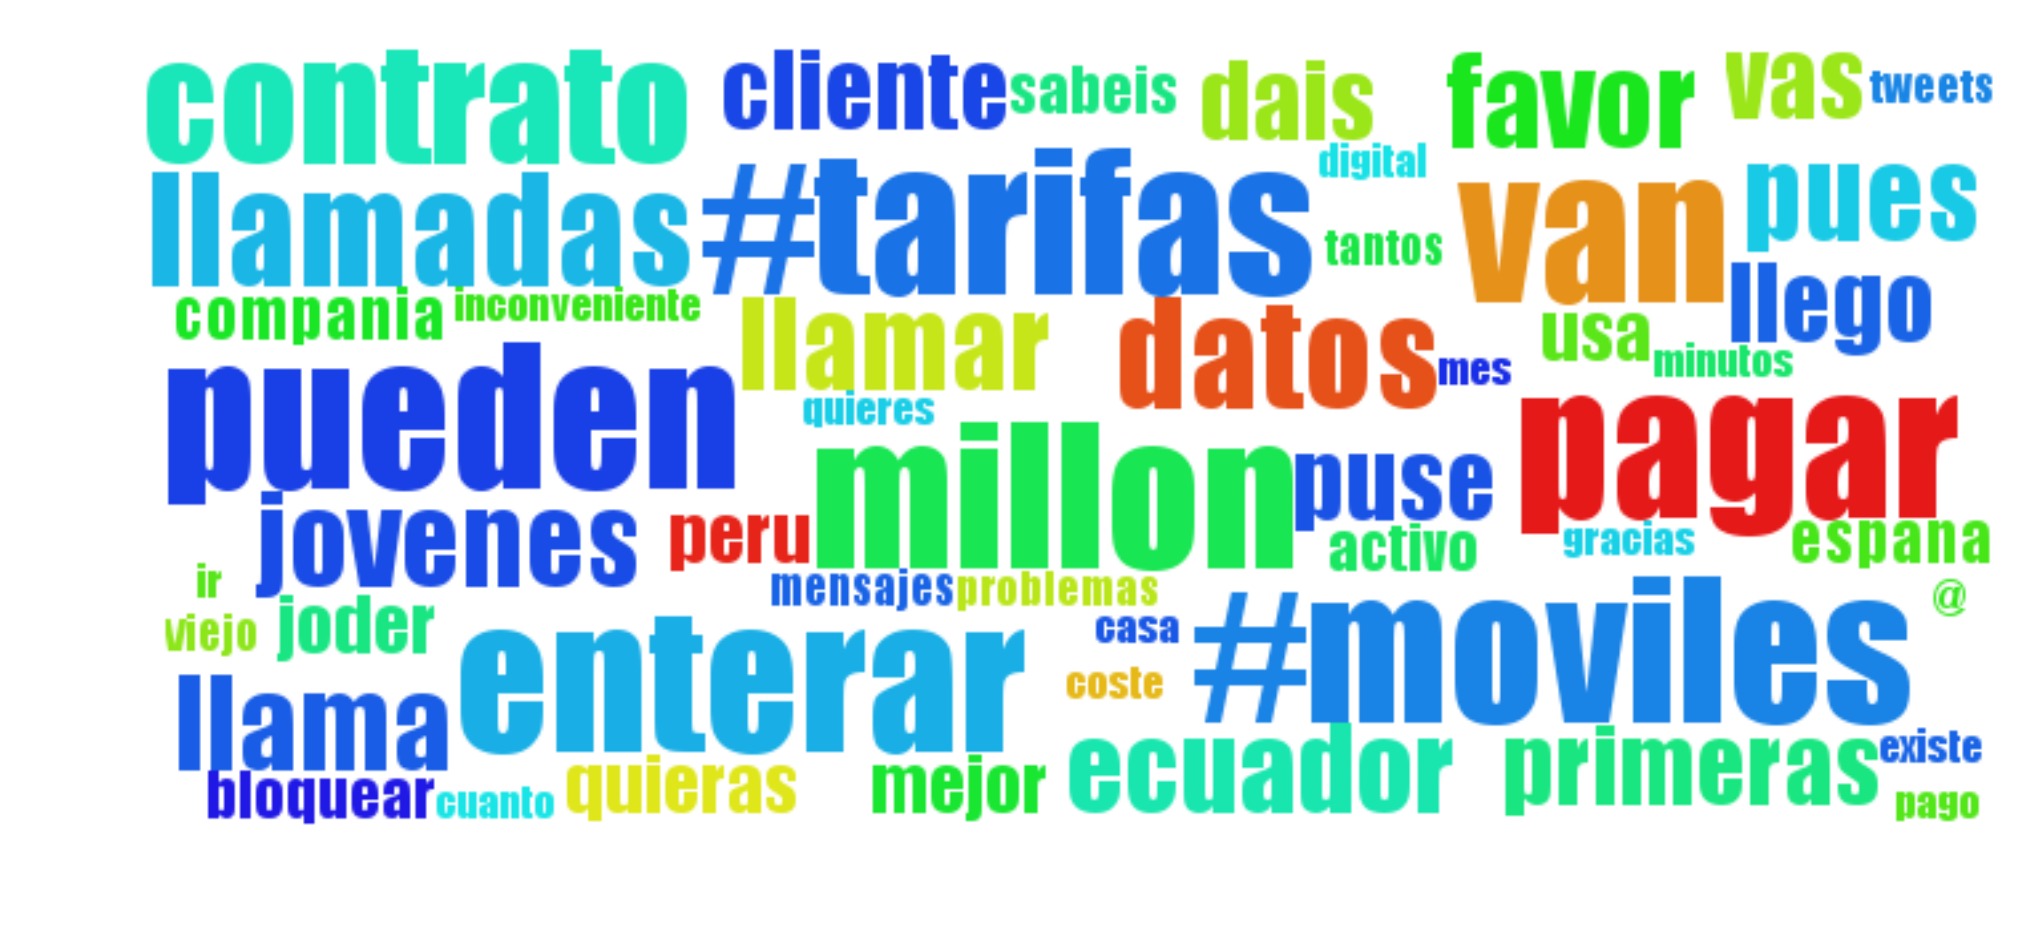 contrato cliente sabeis dais favor vas tweets
digital
llamadas #tarifas tantos van pues
compania inconveniente llamar datos mes usa llego
minutos
pueden quieres millon puse pagar
jovenes peru activo gracias espana
ir mensajes problemas
viejo joder enterar casa #moviles @
coste
llama ecuador primeras existe
bloquear cuanto quieras mejor pago